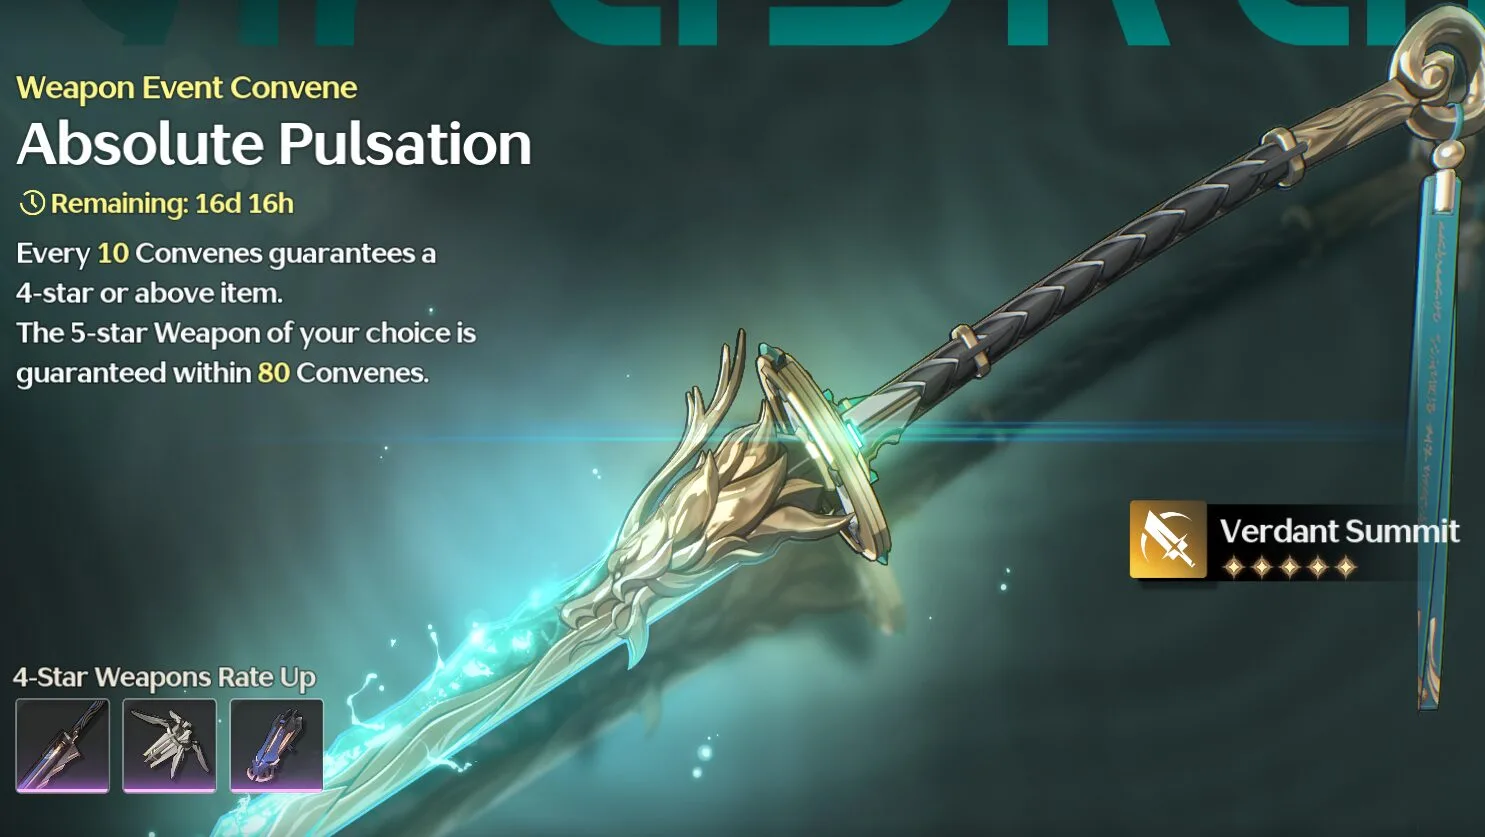 Weapon Event Convene
Absolute Pulsation
Remaining: 16d 16h
Every 10 Convenes guarantees a
4-star or above item.
The 5-star Weapon of your choice is
guaranteed within 80 Convenes.
Verdant Summit
4-Star Weapons Rate Up